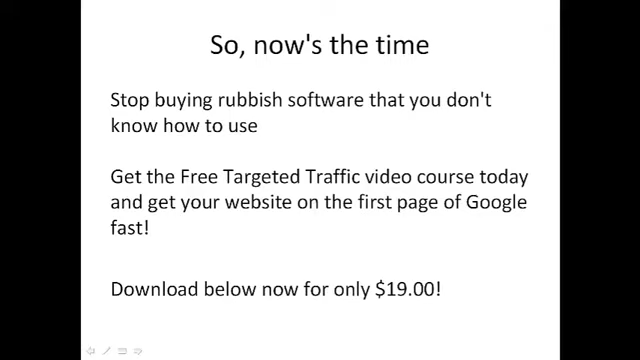 So, now's the time
Stop buying rubbish software that you don't
know how to use
Get the Free Targeted Traffic video course today
and get your website on the first page of Google
fast!
Download below now for only $19.00!